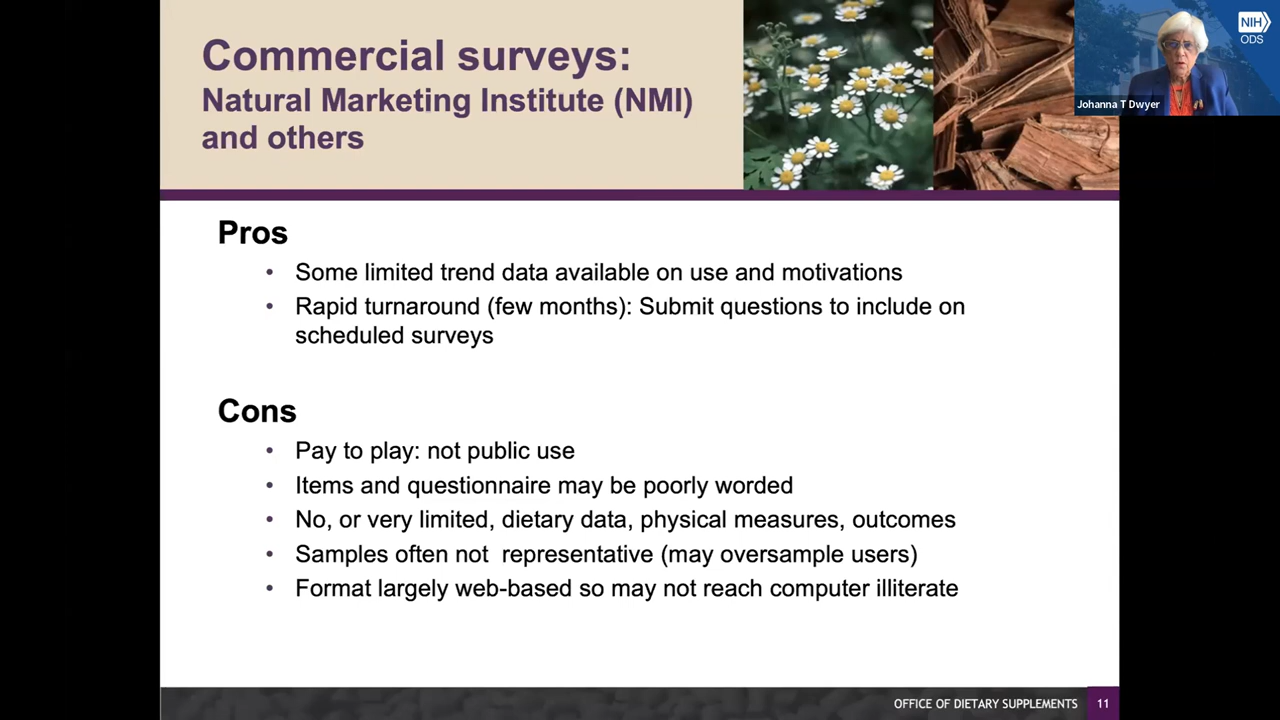 Commercial surveys:
Natural Marketing Institute (NMI)
and others
NIH
ODS
Johanna T Dwyer
Pros
• Some limited trend data available on use and motivations
• Rapid turnaround (few months): Submit questions to include on
scheduled surveys
Cons
• Pay to play: not public use
• Items and questionnaire may be poorly worded
• No, or very limited, dietary data, physical measures, outcomes
• Samples often not representative (may oversample users)
• Format largely web-based so may not reach computer illiterate
OFFICE OF DIETARY SUPPLEMENTS 11